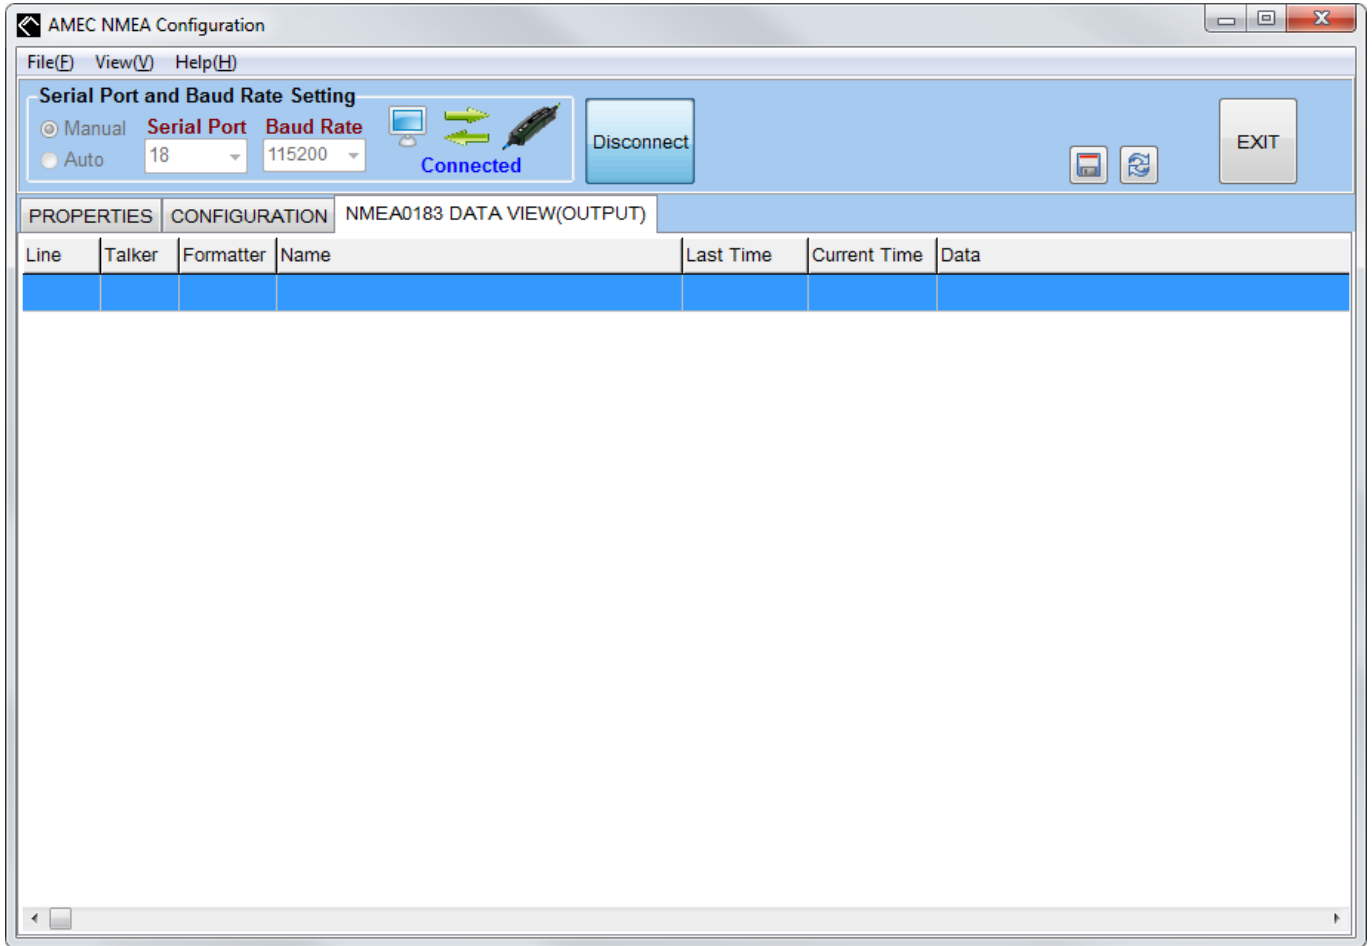 AMEC NMEA Configuration
File(F) View(V) Help(H)
Serial Port and Baud Rate Setting
Manual Serial Port Baud Rate
Auto 18 115200
Connected
Disconnect
EXIT
PROPERTIES CONFIGURATION NMEA0183 DATA VIEW(OUTPUT)
Line Talker Formatter Name Last Time Current Time Data